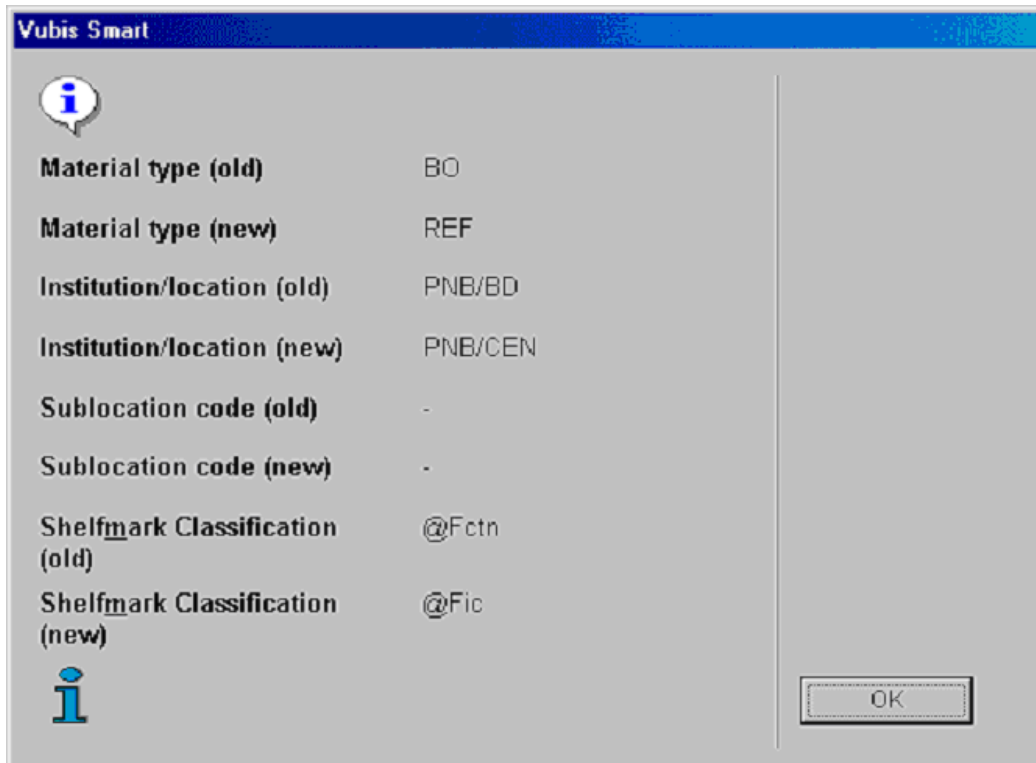 Vubis Smart
i
Material type (old) BO
Material type (new) REF
Institution/location (old) PNB/BD
Institution/location (new) PNB/CEN
Sublocation code (old) -
Sublocation code (new) -
Shelfmark Classification @Fctn
(old)
Shelfmark Classification @Fic
(new)
i
OK